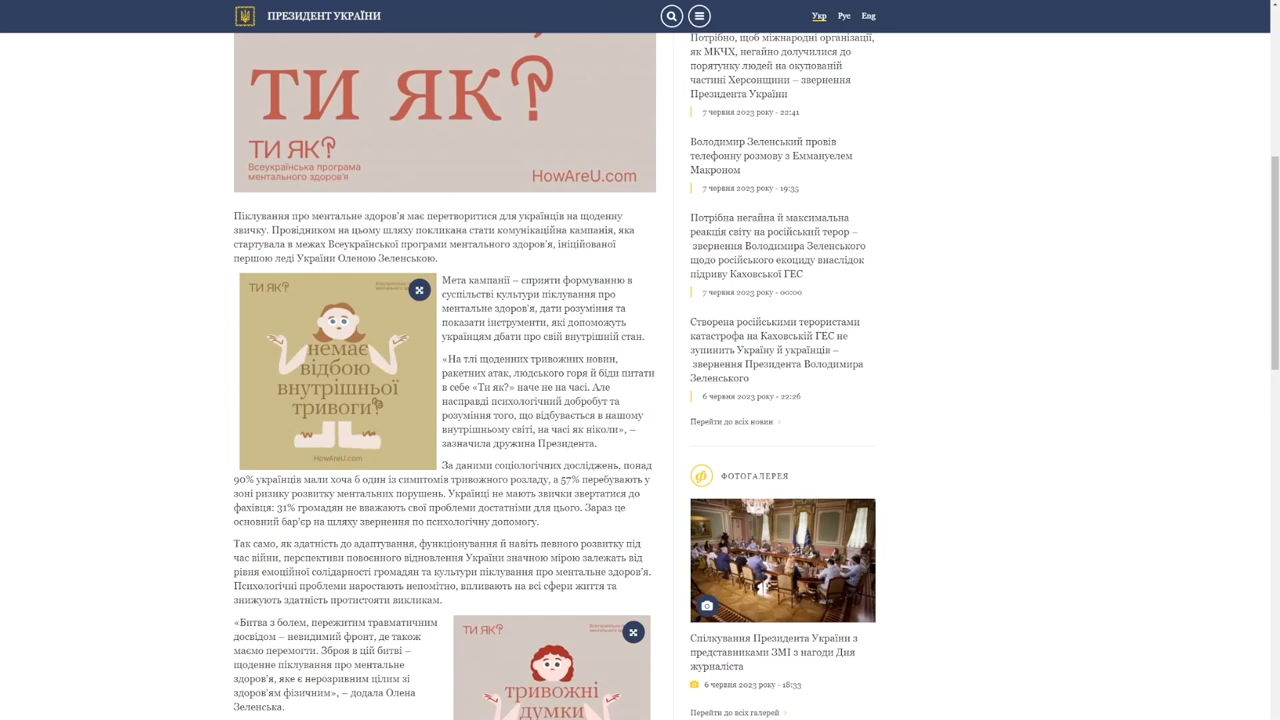 ПРЕЗИДЕНТ УКРАЇНИ
Укр Рус Eng
ТИ ЯК?
ТИ ЯК?
Всеукраїнська програма
ментального здоров'я
HowAreU.com
Піклування про ментальне здоров'я має перетворитися для українців на щоденну
звичку. Провідником на цьому шляху покликана стати комунікаційна кампанія, яка
стартувала в межах Всеукраїнської програми ментального здоров'я, ініційованої
першою леді України Оленою Зеленською.
ТИ ЯК?
немає
відбою
внутрішньої
тривоги?
HowAreU.com
Мета кампанії – сприяти формуванню в
суспільстві культури піклування про
ментальне здоров'я, дати розуміння та
показати інструменти, які допоможуть
українцям дбати про свій внутрішній стан.
«На тлі щоденних тривожних новин,
ракетних атак, людського горя й біди питати
в себе «Ти як?» наче не на часі. Але
насправді психологічний добробут та
розуміння того, що відбувається в нашому
внутрішньому світі, на часі як ніколи», –
зазначила дружина Президента.
За даними соціологічних досліджень, понад
90% українців мали хоча б один із симптомів тривожного розладу, а 57% перебувають у
зоні ризику розвитку ментальних порушень. Українці не мають звички звертатися до
фахівця: 31% громадян не вважають свої проблеми достатніми для цього. Зараз це
основний бар'єр на шляху звернення по психологічну допомогу.
Так само, як здатність до адаптування, функціонування й навіть певного розвитку під
час війни, перспективи повоєнного відновлення України значною мірою залежать від
рівня емоційної солідарності громадян та культури піклування про ментальне здоров'я.
Психологічні проблеми наростають непомітно, впливають на всі сфери життя та
знижують здатність протистояти викликам.
«Битва з болем, пережитим травматичним
досвідом – невидимий фронт, де також
маємо перемогти. Зброя в цій битві –
щоденне піклування про ментальне
здоров'я, яке є нерозривним цілим зі
здоров'ям фізичним», – додала Олена
Зеленська.
ТИ ЯК?
тривожні
думки
Потрібно, щоб міжнародні організації,
як МКЧХ, негайно долучилися до
порятунку людей на окупованій
частині Херсонщини – звернення
Президента України
7 червня 2023 року - 22:41
Володимир Зеленський провів
телефонну розмову з Еммануелем
Макроном
7 червня 2023 року - 19:35
Потрібна негайна й максимальна
реакція світу на російський терор –
звернення Володимира Зеленського
щодо російського екоциду внаслідок
підриву Каховської ГЕС
7 червня 2023 року - 00:00
Створена російськими терористами
катастрофа на Каховській ГЕС не
зупинить Україну й українців –
звернення Президента Володимира
Зеленського
6 червня 2023 року - 22:26
Перейти до всіх новин
ФОТОГАЛЕРЕЯ
Спілкування Президента України з
представниками ЗМІ з нагоди Дня
журналіста
6 червня 2023 року - 18:33
Перейти до всіх галерей